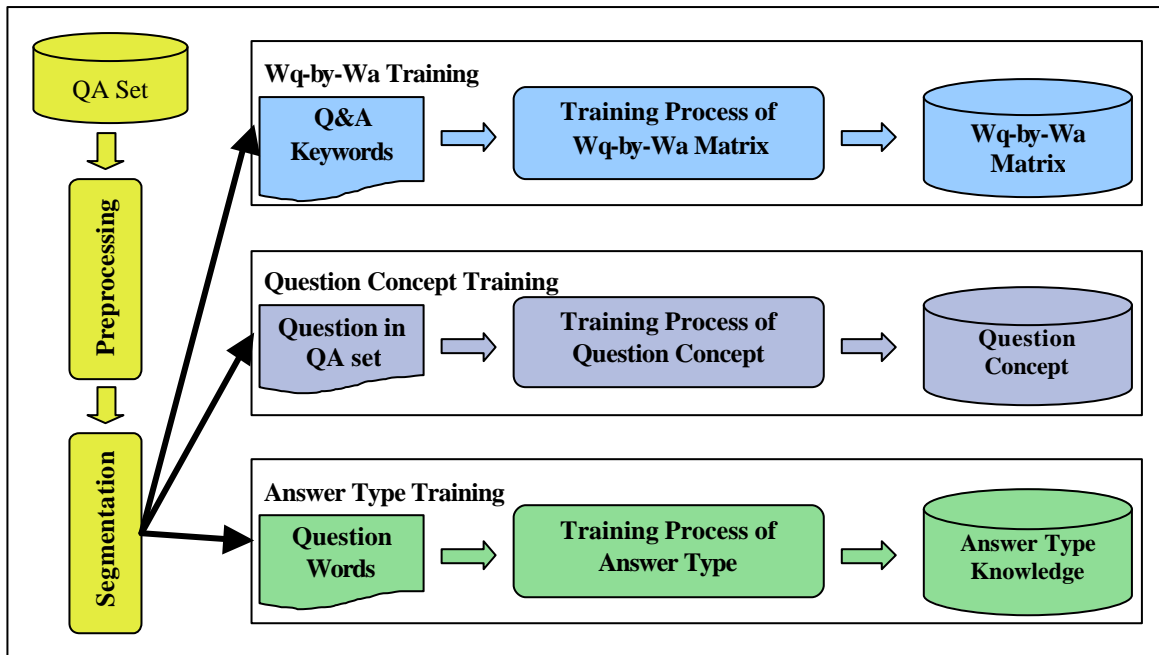 QA Set
Preprocessing
Segmentation
Wq-by-Wa Training
Q&A
Keywords
Training Process of
Wq-by-Wa Matrix
Wq-by-Wa
Matrix
Question Concept Training
Question in
QA set
Training Process of
Question Concept
Question
Concept
Answer Type Training
Question
Words
Training Process of
Answer Type
Answer Type
Knowledge